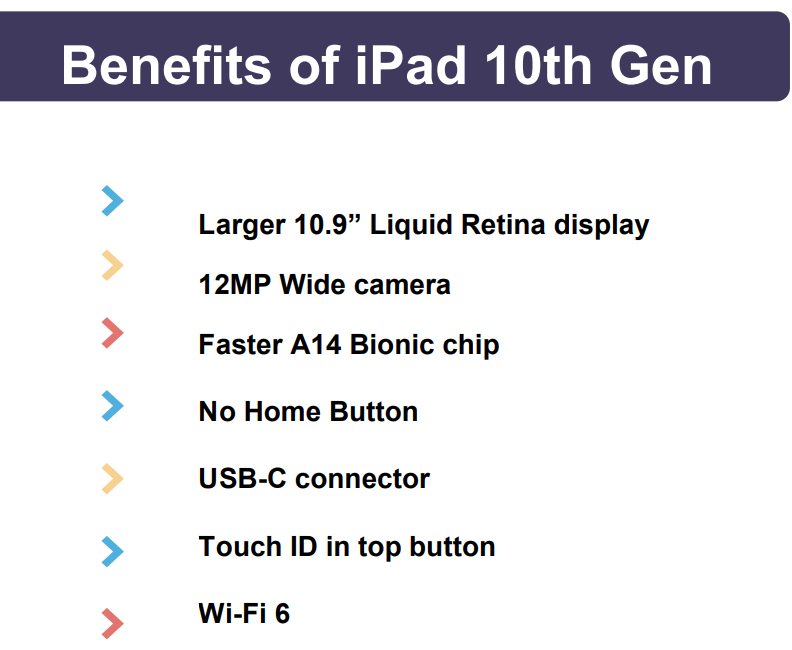 Benefits of iPad 10th Gen
Larger 10.9” Liquid Retina display
12MP Wide camera
Faster A14 Bionic chip
No Home Button
USB-C connector
Touch ID in top button
Wi-Fi 6